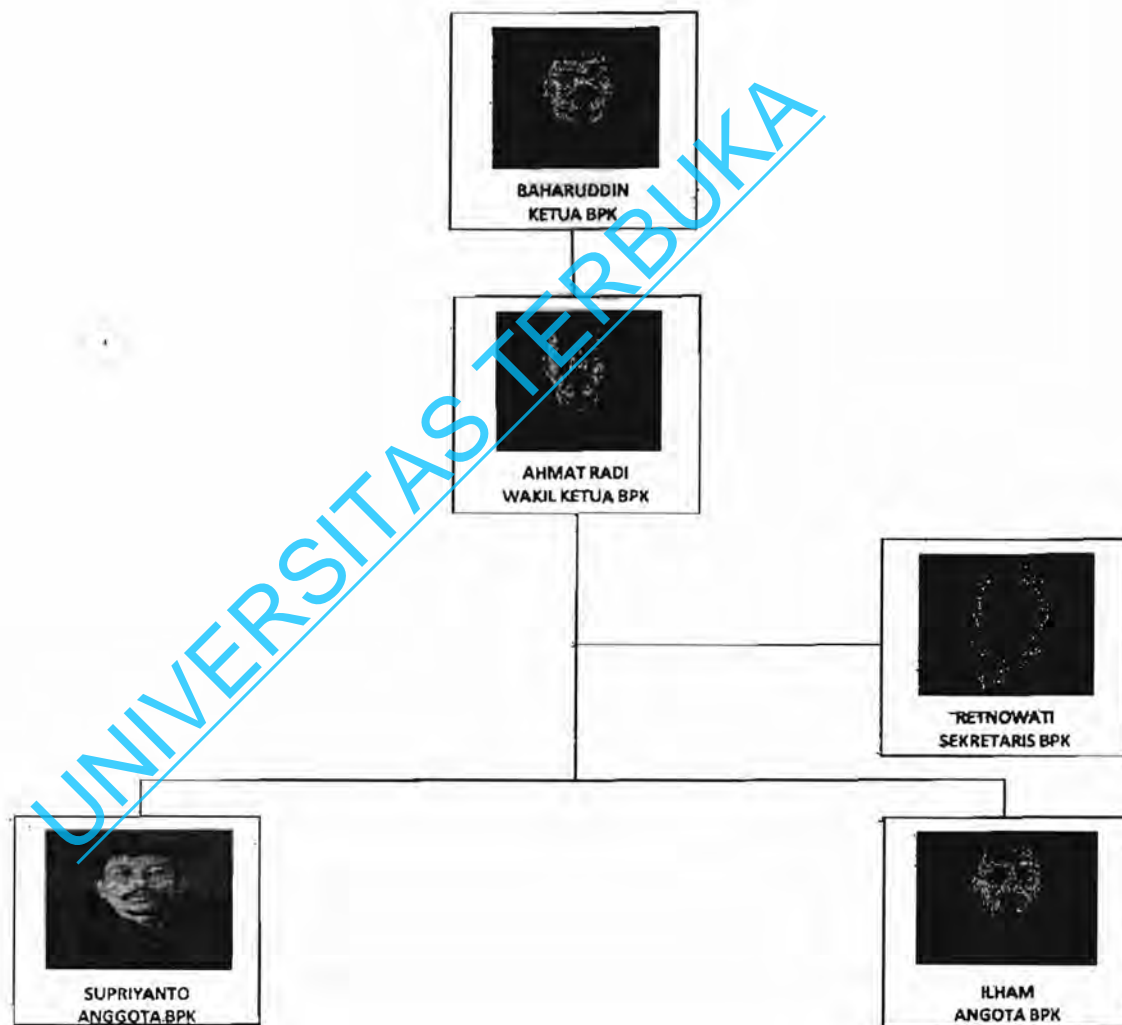 BAHARUDDIN
KETUA BPK
AHMAT RADI
WAKIL KETUA BPK
RETNOWATI
SEKRETARIS BPK
SUPRIYANTO
ANGGOTA BPK
ILHAM
ANGOTA BPK
UNIVERSITAS TERBUKA